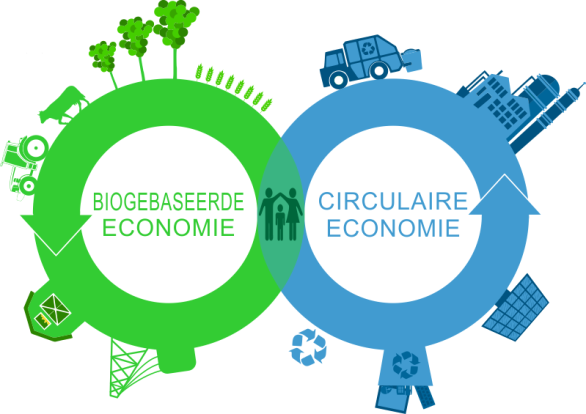 BIOGEBASEERDE
ECONOMIE
CIRCULAIRE
ECONOMIE